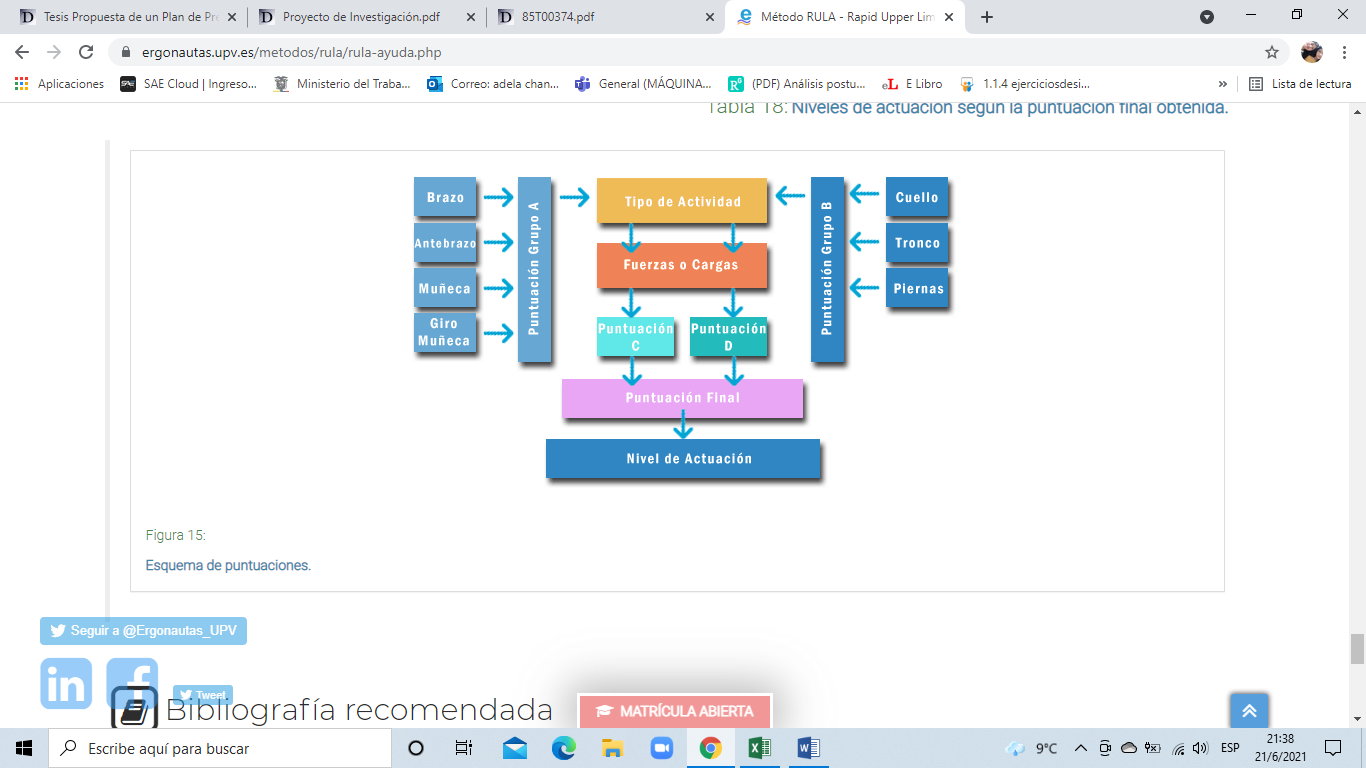 Tesis Propuesta de un Plan de Pre
Proyecto de Investigación.pdf
85T00374.pdf
Método RULA - Rapid Upper Lim
ergonautas.upv.es/metodos/rula/rula-ayuda.php
Aplicaciones
SAE Cloud | Ingreso...
Ministerio del Traba...
Correo: adela chan...
General (MÁQUINA...
(PDF) Análisis postu...
E Libro
1.1.4 ejerciciosdesi...
»
Lista de lectura
Tabla 18: Niveles de actuación según la puntuación final obtenida.
Brazo
Antebrazo
Muñeca
Giro
Muñeca
Puntuación Grupo A
Tipo de Actividad
Fuerzas o Cargas
Puntuación
C
Puntuación
D
Puntuación Final
Nivel de Actuación
Puntuación Grupo B
Cuello
Tronco
Piernas
Figura 15:
Esquema de puntuaciones.
Seguir a @Ergonautas_UPV
Tweet
Bibliografía recomendada
MATRÍCULA ABIERTA
Escribe aquí para buscar
9°C
ESP
21:38
21/6/2021